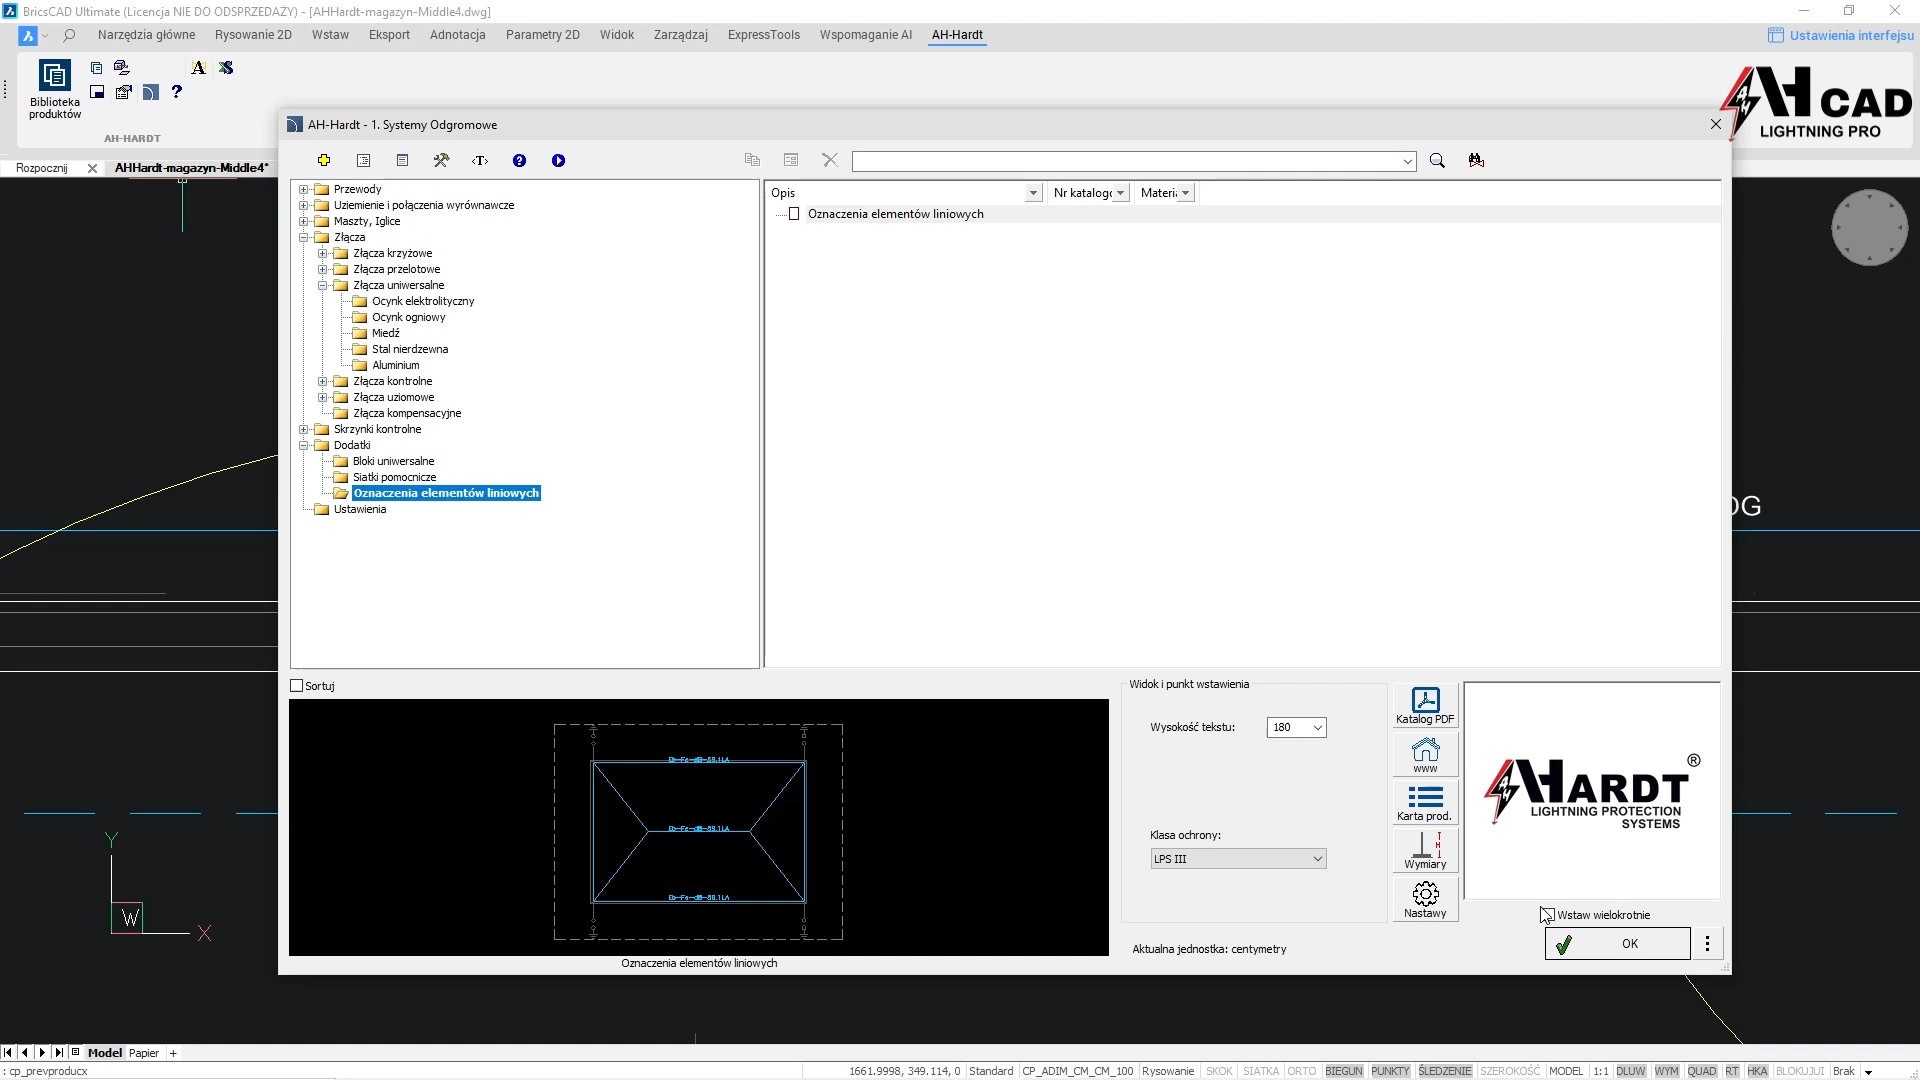 BricsCAD Ultimate (Licencja NIE DO ODSPRZEDAŻY) - [AHHardt-magazyn-Middle4.dwg]
Narzędzia główne Rysowanie 2D Wstaw Eksport Adnotacja Parametry 2D Widok Zarządzaj ExpressTools Wspomaganie AI AH-Hardt Ustawienia interfejsu
Biblioteka
produktów
AH-HARDT
AH CAD
LIGHTNING PRO
Rozpocznij AHHardt-magazyn-Middle4*
AH-Hardt - 1. Systemy Odgromowe
Przewody
Uziemienie i połączenia wyrównawcze
Maszty, Iglice
Złącza
Złącza krzyżowe
Złącza przelotowe
Złącza uniwersalne
Ocynk elektrolityczny
Ocynk ogniowy
Miedź
Stal nierdzewna
Aluminium
Złącza kontrolne
Złącza uziomowe
Złącza kompensacyjne
Skrzynki kontrolne
Dodatki
Bloki uniwersalne
Siatki pomocnicze
Oznaczenia elementów liniowych
Ustawienia
Opis Nr katalogo Materia
Oznaczenia elementów liniowych
OG
Sortuj
Oznaczenia elementów liniowych
Widok i punkt wstawienia
Wysokość tekstu: 180
Klasa ochrony:
LPS III
Aktualna jednostka: centymetry
Katalog PDF
www
Karta prod.
Wymiary
Nastawy
AHARDT®
LIGHTNING PROTECTION
SYSTEMS
Wstaw wielokrotnie
OK
Y
W
X
Model Papier +
: cp_prevproducx
1661.9998, 349.114, 0 Standard CP_ADIM_CM_CM_100 Rysowanie SKOK SIATKA ORTO BIEGUN PUNKTY ŚLEDZENIE SZEROKOŚĆ MODEL 1:1 DLUW WYM QUAD RT HKA BLOKUJUI Brak